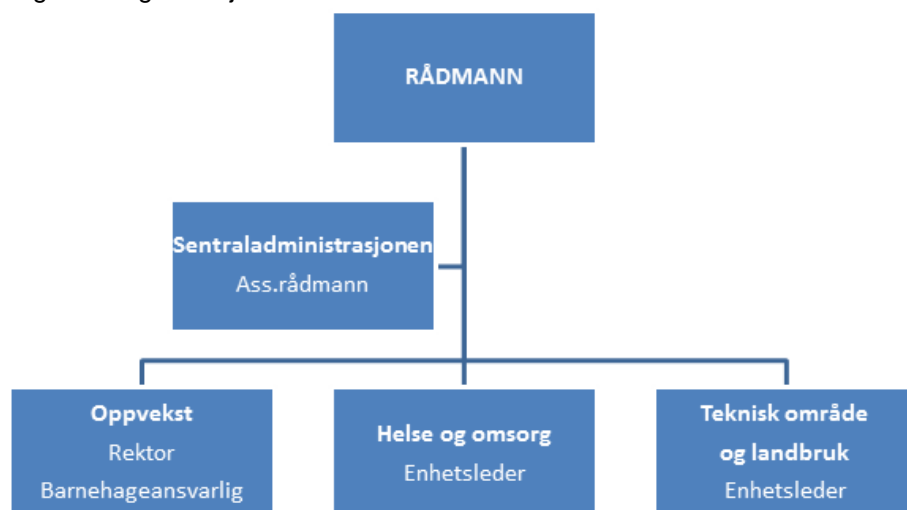 RÅDMANN
Sentraladministrasjonen
Ass.rådmann
Oppvekst
Rektor
Barnehageansvarlig
Helse og omsorg
Enhetsleder
Teknisk område
og landbruk
Enhetsleder